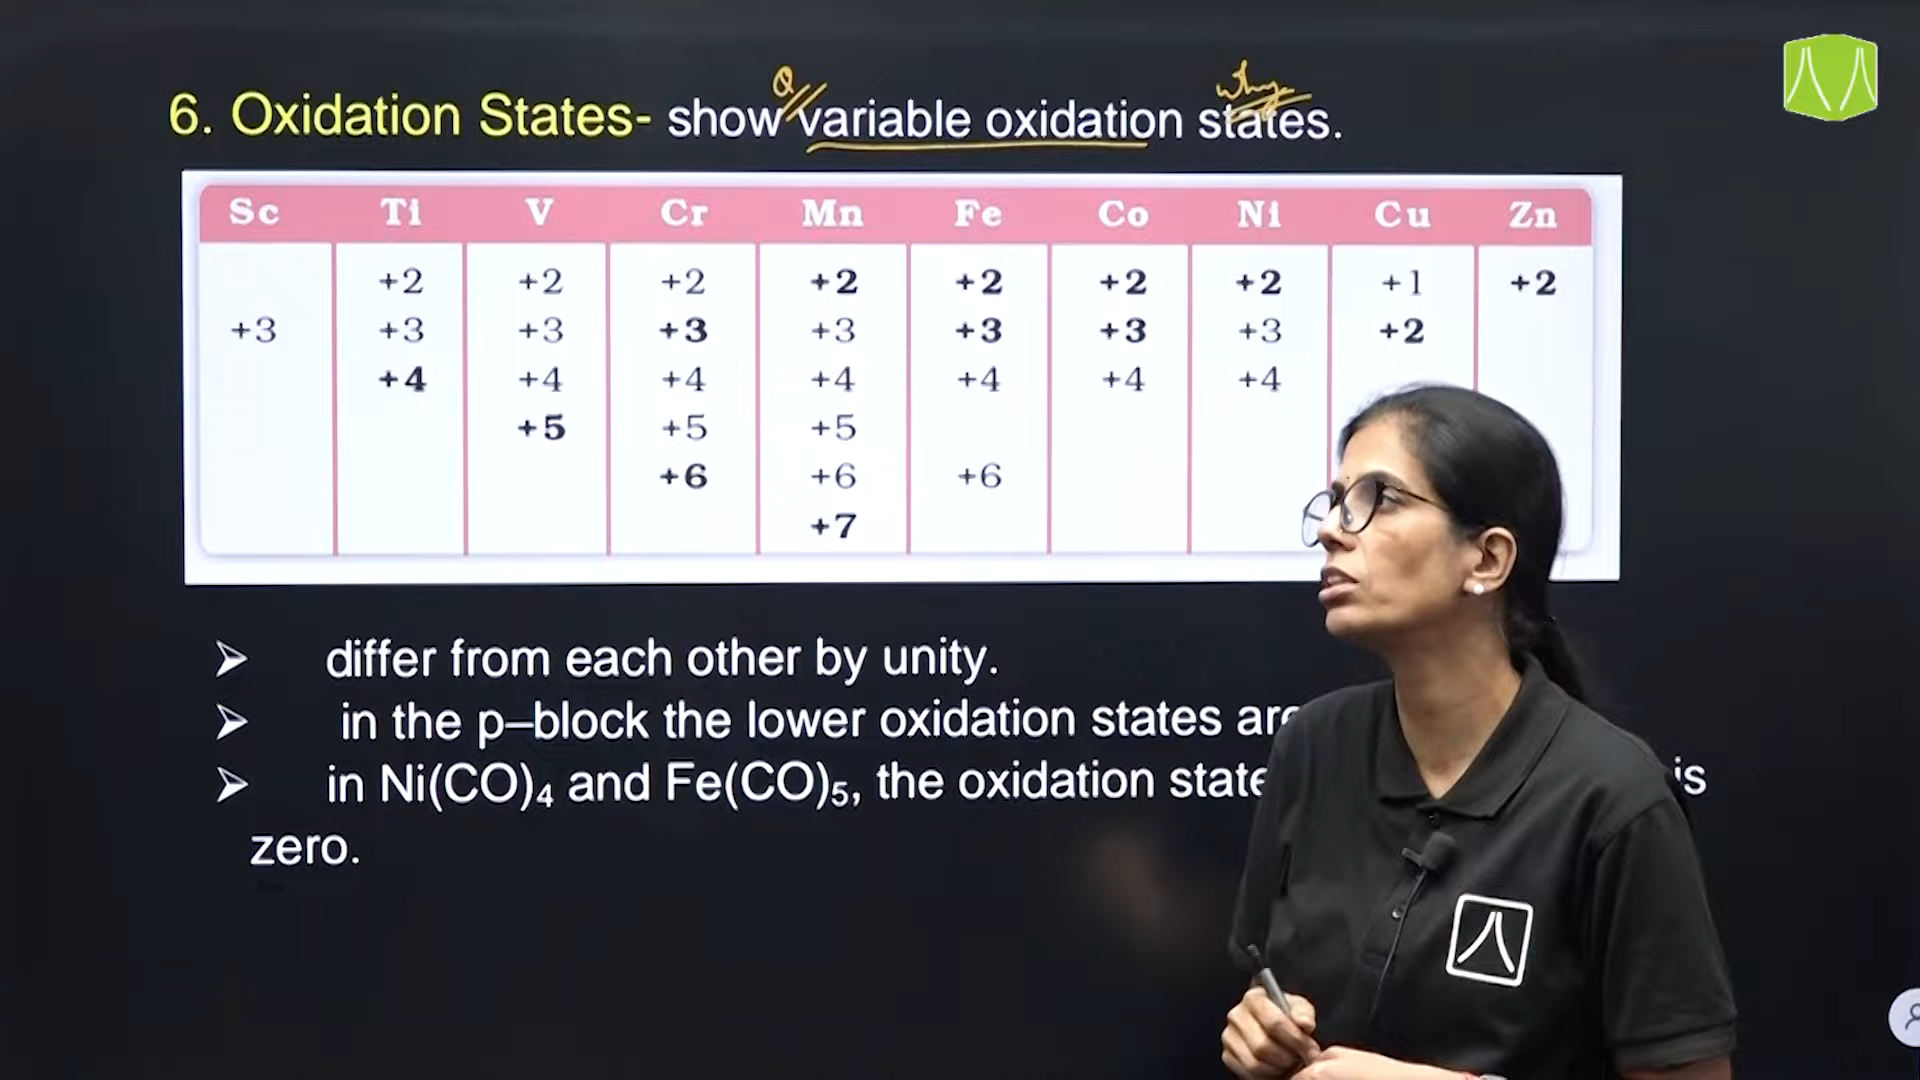 Q
Why
6. Oxidation States- show variable oxidation states.
Sc Ti V Cr Mn Fe Co Ni Cu Zn
+2 +2 +2 +2 +2 +2 +2 +1 +2
+3 +3 +3 +3 +3 +3 +3 +3 +2
+4 +4 +4 +4 +4 +4 +4
+5 +5 +5
+6 +6 +6
+7
➢ differ from each other by unity.
➢ in the p–block the lower oxidation states are
➢ in Ni(CO)₄ and Fe(CO)₅, the oxidation state is
zero.